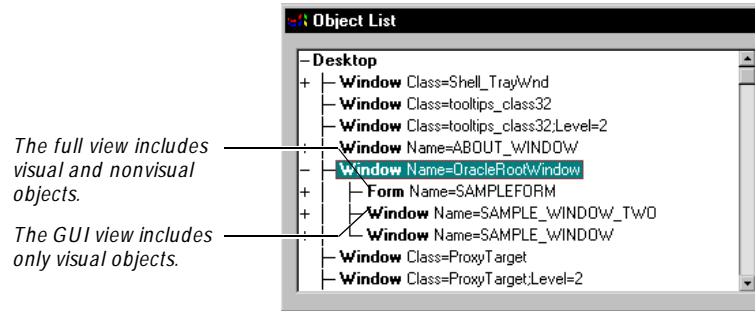 Object List
Desktop
Window Class=Shell_TrayWnd
Window Class=tooltips_class32
Window Class=tooltips_class32;Level=2
Window Name=ABOUT_WINDOW
Window Name=OracleRootWindow
Form Name=SAMPLEFORM
Window Name=SAMPLE_WINDOW_TWO
Window Name=SAMPLE_WINDOW
Window Class=ProxyTarget
Window Class=ProxyTarget;Level=2
The full view includes
visual and nonvisual
objects.
The GUI view includes
only visual objects.